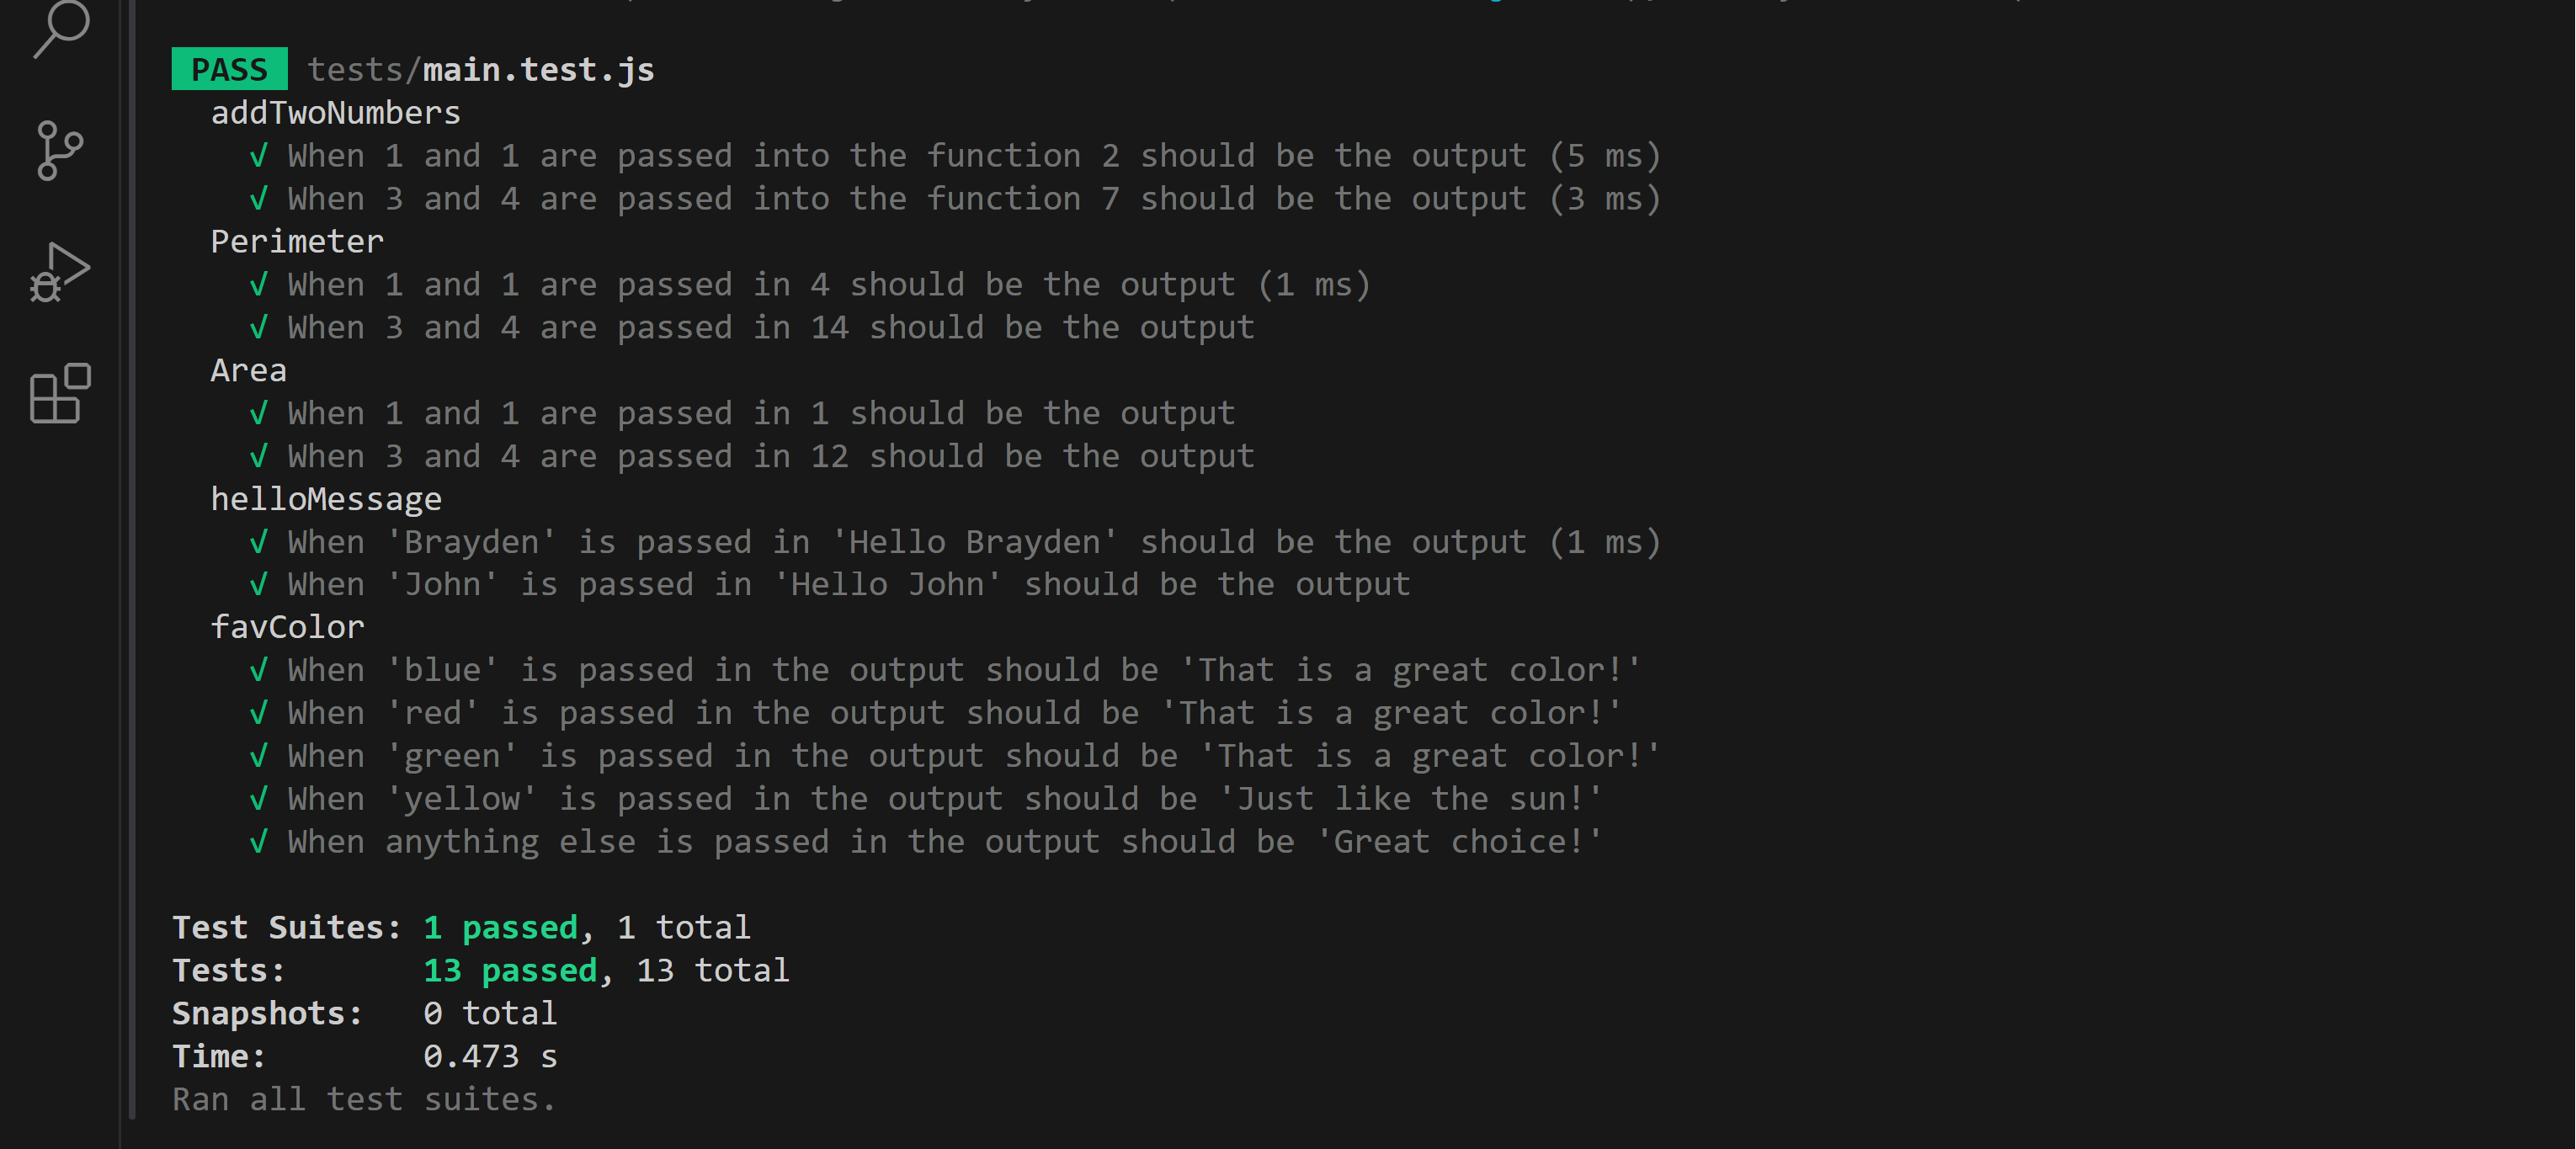 PASS tests/main.test.js
addTwoNumbers
√ When 1 and 1 are passed into the function 2 should be the output (5 ms)
√ When 3 and 4 are passed into the function 7 should be the output (3 ms)
Perimeter
√ When 1 and 1 are passed in 4 should be the output (1 ms)
√ When 3 and 4 are passed in 14 should be the output
Area
√ When 1 and 1 are passed in 1 should be the output
√ When 3 and 4 are passed in 12 should be the output
helloMessage
√ When 'Brayden' is passed in 'Hello Brayden' should be the output (1 ms)
√ When 'John' is passed in 'Hello John' should be the output
favColor
√ When 'blue' is passed in the output should be 'That is a great color!'
√ When 'red' is passed in the output should be 'That is a great color!'
√ When 'green' is passed in the output should be 'That is a great color!'
√ When 'yellow' is passed in the output should be 'Just like the sun!'
√ When anything else is passed in the output should be 'Great choice!'
Test Suites: 1 passed, 1 total
Tests: 13 passed, 13 total
Snapshots: 0 total
Time: 0.473 s
Ran all test suites.